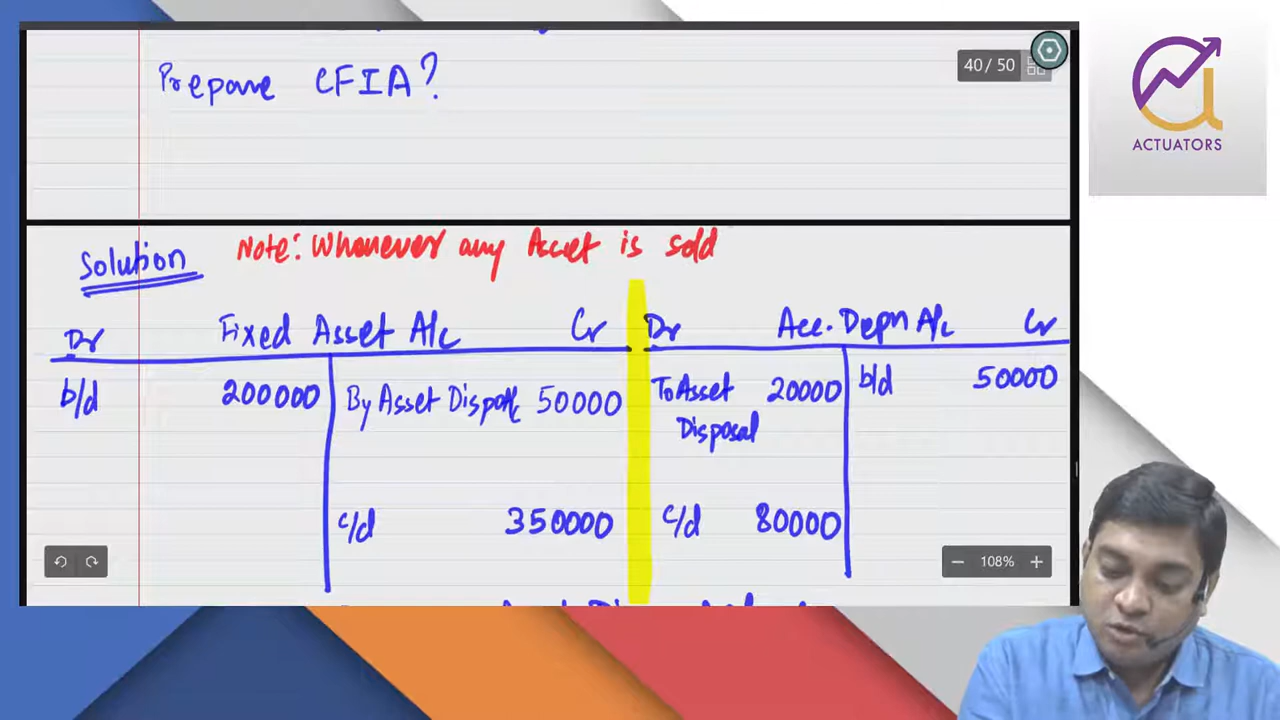 Prepare CFIA?
40 / 50
ACTUATORS
Solution
Note: Whenever any Asset is sold
Dr Fixed Asset A/c Cr
Dr Acc. Depn A/c Cr
b/d 200000
By Asset Disposal 50000
c/d 350000
To Asset 20000
Disposal
c/d 80000
b/d 50000
108%